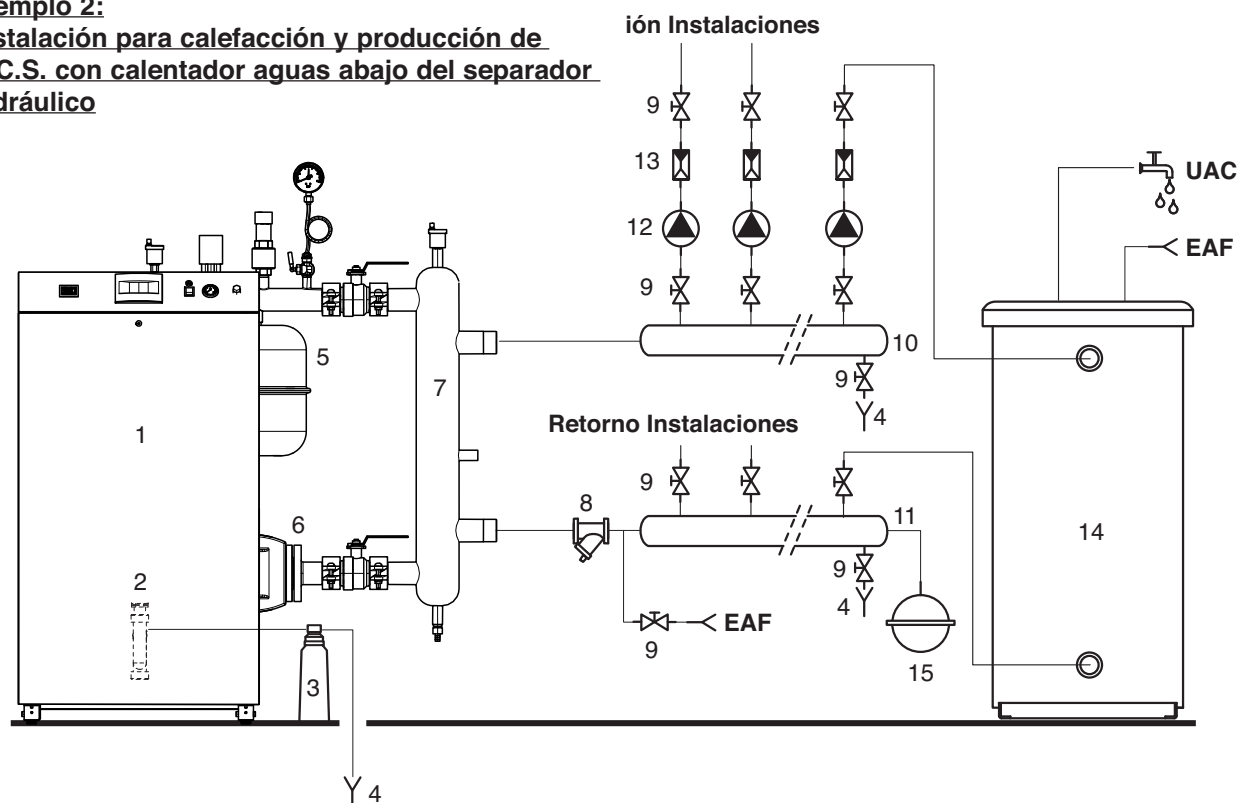 emplo 2:
stalación para calefacción y producción de
C.S. con calentador aguas abajo del separador
dráulico
ión Instalaciones
9
13
12
9
UAC
EAF
5
7
10
9
4
1
Retorno Instalaciones
9
8
11
6
14
2
9
4
EAF
9
15
3
4